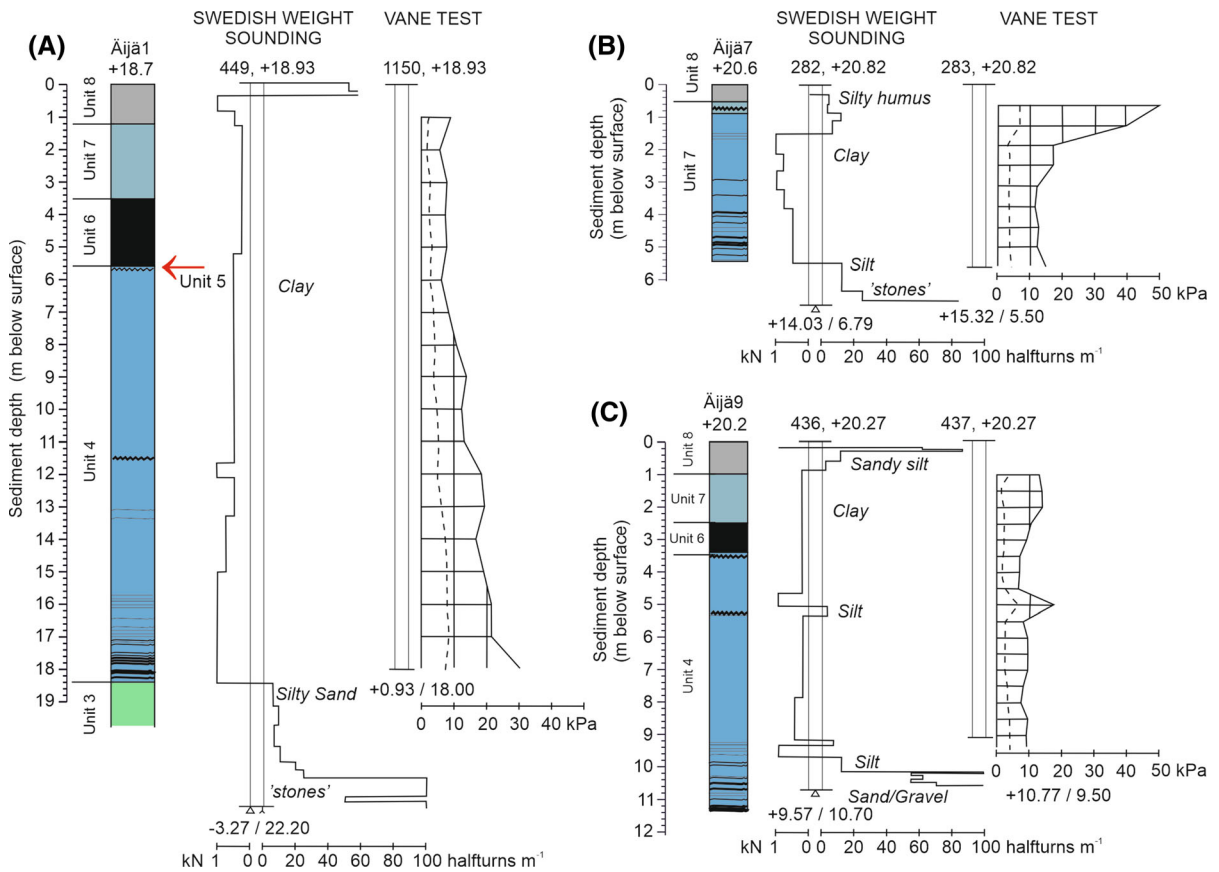 (A)
Äijä1
+18.7
SWEDISH WEIGHT
SOUNDING
449, +18.93
VANE TEST
1150, +18.93
Sediment depth (m below surface)
0
1
2
3
4
5
6
7
8
9
10
11
12
13
14
15
16
17
18
19
Unit 8
Unit 7
Unit 6
Unit 5
Unit 4
Unit 3
Clay
Silty Sand
'stones'
-3.27 / 22.20
kN 1 0 0 20 40 60 80 100 halfturns m-1
+0.93 / 18.00
0 10 20 30 kPa
(B)
Äijä7
+20.6
SWEDISH WEIGHT
SOUNDING
282, +20.82
VANE TEST
283, +20.82
Sediment depth
(m below surface)
0
1
2
3
4
5
6
Unit 8
Unit 7
Silty humus
Clay
Silt
'stones'
+14.03 / 6.79
kN 1 0 0 20 40 60 80 100 halfturns m-1
+15.32 / 5.50
0 10 20 30 40 50 kPa
(C)
Äijä9
+20.2
436, +20.27
437, +20.27
Sediment depth
(m below surface)
0
1
2
3
4
5
6
7
8
9
10
11
12
Unit 8
Unit 7
Unit 6
Unit 4
Sandy silt
Clay
Silt
Silt
Sand/Gravel
+9.57 / 10.70
kN 1 0 0 20 40 60 80 100 halfturns m-1
0 10 20 30 40 50 kPa
+10.77 / 9.50